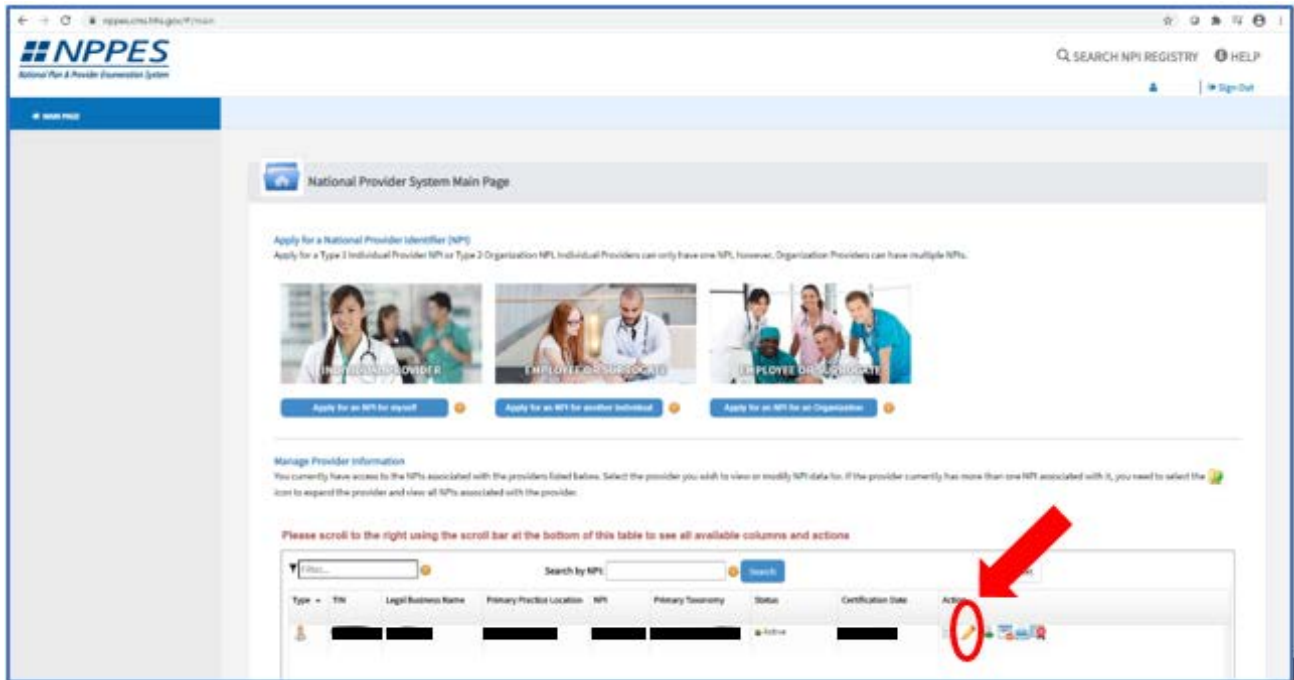 nppes.cms.hhs.gov/#/main
NPPES
National Plan & Provider Enumeration System
SEARCH NPI REGISTRY HELP
Sign Out
MAIN PAGE
National Provider System Main Page
Apply for a National Provider Identifier (NPI)
Apply for a Type 1 Individual Provider NPI or Type 2 Organization NPI. Individual Providers can only have one NPI, however, Organization Providers can have multiple NPIs.
INDIVIDUAL PROVIDER EMPLOYEE OR SURROGATE EMPLOYEE OR SURROGATE
Apply for an NPI for myself Apply for an NPI for another Individual Apply for an NPI for an Organization
Manage Provider Information
You currently have access to the NPIs associated with the providers listed below. Select the provider you wish to view or modify NPI data for. If the provider currently has more than one NPI associated with it, you need to select the
icon to expand the provider and view all NPIs associated with the provider.
Please scroll to the right using the scroll bar at the bottom of this table to see all available columns and actions
Filter... Search by NPI: Search
Type TIN Legal Business Name Primary Practice Location NPI Primary Taxonomy Status Certification Date Action
Active